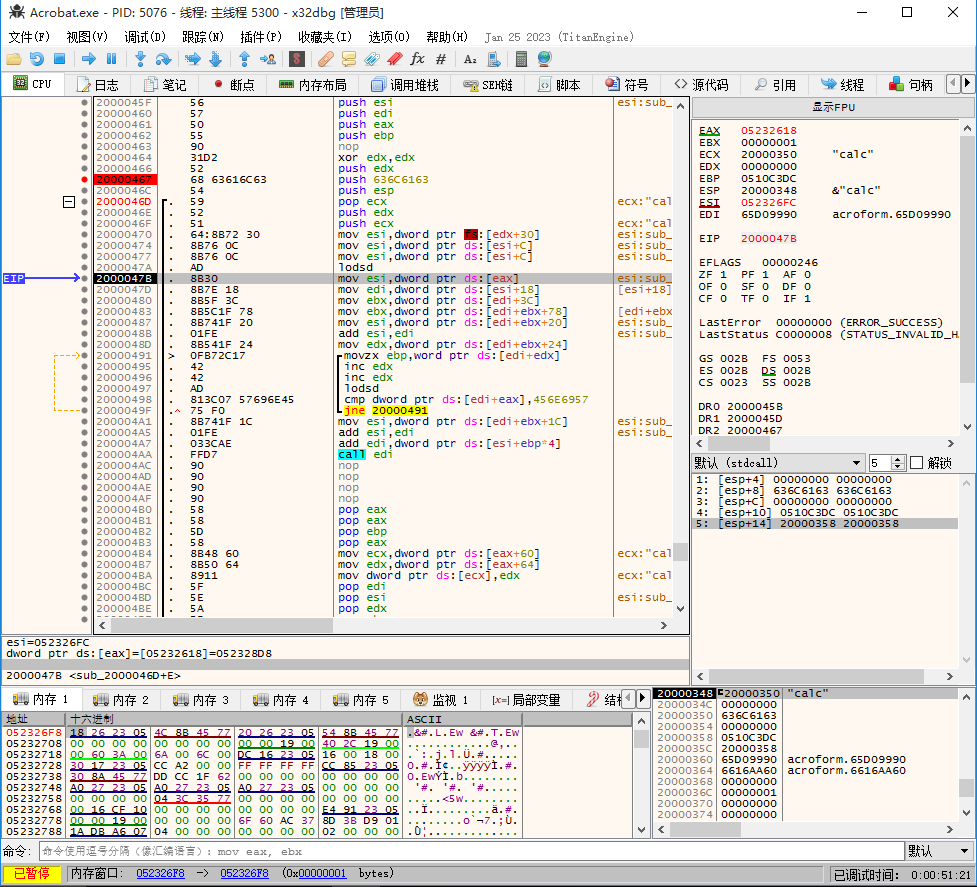 Acrobat.exe - PID: 5076 - 线程: 主线程 5300 - x32dbg [管理员]
文件(F) 视图(V) 调试(D) 跟踪(N) 插件(P) 收藏夹(I) 选项(O) 帮助(H) Jan 25 2023 (TitanEngine)
CPU 日志 笔记 断点 内存布局 调用堆栈 SEH链 脚本 符号 源代码 引用 线程 句柄
2000045F 56 push esi esi:sub_
20000460 57 push edi
20000461 50 push eax
20000462 55 push ebp
20000463 90 nop
20000464 31D2 xor edx,edx
20000466 52 push edx
20000467 68 63616C63 push 636C6163
2000046C 54 push esp
2000046D . 59 pop ecx ecx:"cal
2000046E . 52 push edx
2000046F . 51 push ecx ecx:"cal
20000470 . 64:8B72 30 mov esi,dword ptr fs:[edx+30] esi:sub_
20000474 . 8B76 0C mov esi,dword ptr ds:[esi+C] esi:sub_
20000477 . 8B76 0C mov esi,dword ptr ds:[esi+C] esi:sub_
2000047A . AD lodsd
EIP 2000047B . 8B30 mov esi,dword ptr ds:[eax] esi:sub_
2000047D . 8B7E 18 mov edi,dword ptr ds:[esi+18] [esi+18]
20000480 . 8B5F 3C mov ebx,dword ptr ds:[edi+3C]
20000483 . 8B5C1F 78 mov ebx,dword ptr ds:[edi+ebx+78] [edi+ebx
20000487 . 8B741F 20 mov esi,dword ptr ds:[edi+ebx+20] esi:sub_
2000048B . 01FE add esi,edi esi:sub_
2000048D . 8B541F 24 mov edx,dword ptr ds:[edi+ebx+24]
20000491 > 0FB72C17 movzx ebp,word ptr ds:[edi+edx]
20000495 . 42 inc edx
20000496 . 42 inc edx
20000497 . AD lodsd
20000498 . 813C07 57696E45 cmp dword ptr ds:[edi+eax],456E6957
2000049F .^ 75 F0 jne 20000491
200004A1 . 8B741F 1C mov esi,dword ptr ds:[edi+ebx+1C] esi:sub_
200004A5 . 01FE add esi,edi esi:sub_
200004A7 . 033CAE add edi,dword ptr ds:[esi+ebp*4]
200004AA . FFD7 call edi
200004AC . 90 nop
200004AD . 90 nop
200004AE . 90 nop
200004AF . 90 nop
200004B0 . 58 pop eax
200004B1 . 58 pop eax
200004B2 . 5D pop ebp
200004B3 . 58 pop eax
200004B4 . 8B48 60 mov ecx,dword ptr ds:[eax+60] ecx:"cal
200004B7 . 8B50 64 mov edx,dword ptr ds:[eax+64]
200004BA . 8911 mov dword ptr ds:[ecx],edx ecx:"cal
200004BC . 5F pop edi
200004BD . 5E pop esi esi:sub_
200004BE . 5A pop edx
esi=052326FC
dword ptr ds:[eax]=[05232618]=052328D8
2000047B <sub_2000046D+E>
显示FPU
EAX 05232618
EBX 00000001
ECX 20000350 "calc"
EDX 00000000
EBP 0510C3DC
ESP 20000348 &"calc"
ESI 052326FC
EDI 65D09990 acroform.65D09990
EIP 2000047B
EFLAGS 00000246
ZF 1 PF 1 AF 0
OF 0 SF 0 DF 0
CF 0 TF 0 IF 1
LastError 00000000 (ERROR_SUCCESS)
LastStatus C0000008 (STATUS_INVALID_HA
GS 002B FS 0053
ES 002B DS 002B
CS 0023 SS 002B
DR0 2000045B
DR1 2000045D
DR2 20000467
默认 (stdcall) 5 解锁
1: [esp+4] 00000000 00000000
2: [esp+8] 636C6163 636C6163
3: [esp+C] 00000000 00000000
4: [esp+10] 0510C3DC 0510C3DC
5: [esp+14] 20000358 20000358
内存 1 内存 2 内存 3 内存 4 内存 5 监视 1 [x=]局部变量 结构
地址 十六进制 ASCII
052326F8 18 26 23 05 4C 8B 45 77 20 26 23 05 54 8B 45 77 .&#.L.Ew &#.T.Ew
05232708 00 00 00 00 00 00 00 00 00 00 19 00 40 2C 19 00 ............@,..
05232718 00 60 3A 00 6A 00 6C 00 DC 16 23 05 16 00 18 00 .`:.j.l.Ü.#.....
05232728 30 17 23 05 CC A2 00 00 FF FF FF FF CC 85 23 05 0.#.Ì¢..ÿÿÿÿÌ.#.
05232738 30 8A 45 77 DD CC 1F 62 00 00 00 00 00 00 00 00 0.EwÝÌ.b........
05232748 A0 27 23 05 A0 27 23 05 A0 27 23 05 00 00 00 00 '#. '#. '#.....
05232758 00 00 00 00 04 3C 35 77 00 00 00 00 00 00 00 00 .....<5w........
05232768 00 16 CF 10 00 00 00 00 00 00 00 00 E4 91 23 05 ..Ï.........ä.#.
05232778 00 00 19 00 00 00 00 00 6F 60 AC 37 8D 3B D9 01 ........o`¬7.;Ù.
05232788 1A DB A6 07 04 00 00 00 00 00 00 00 02 00 00 00 .Û¦.............
20000348 20000350 "calc"
2000034C 00000000
20000350 636C6163
20000354 00000000
20000358 0510C3DC
2000035C 20000358
20000360 65D09990 acroform.65D09990
20000364 6616AA60 acroform.6616AA60
20000368 00000000
2000036C 00000001
20000370 00000000
20000374 00000000
命令: 命令使用逗号分隔（像汇编语言）: mov eax, ebx 默认
已暂停 内存窗口: 052326F8 -> 052326F8 (0x00000001 bytes) 已调试时间: 0:00:51:21